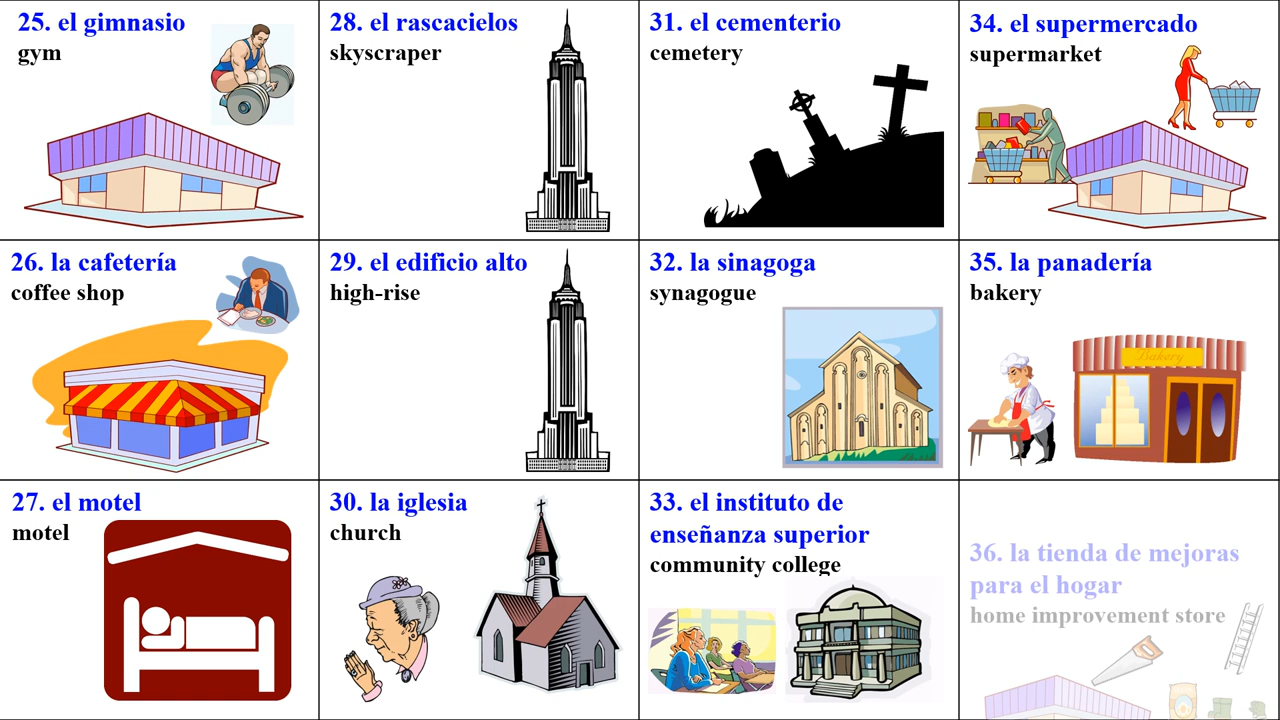 25. el gimnasio
gym
28. el rascacielos
skyscraper
31. el cementerio
cemetery
34. el supermercado
supermarket
26. la cafetería
coffee shop
29. el edificio alto
high-rise
32. la sinagoga
synagogue
35. la panadería
bakery
Bakery
27. el motel
motel
30. la iglesia
church
33. el instituto de
enseñanza superior
community college
36. la tienda de mejoras
para el hogar
home improvement store